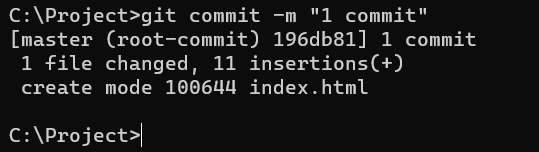 C:\Project>git commit -m "1 commit"
[master (root-commit) 196db81] 1 commit
 1 file changed, 11 insertions(+)
 create mode 100644 index.html
C:\Project>